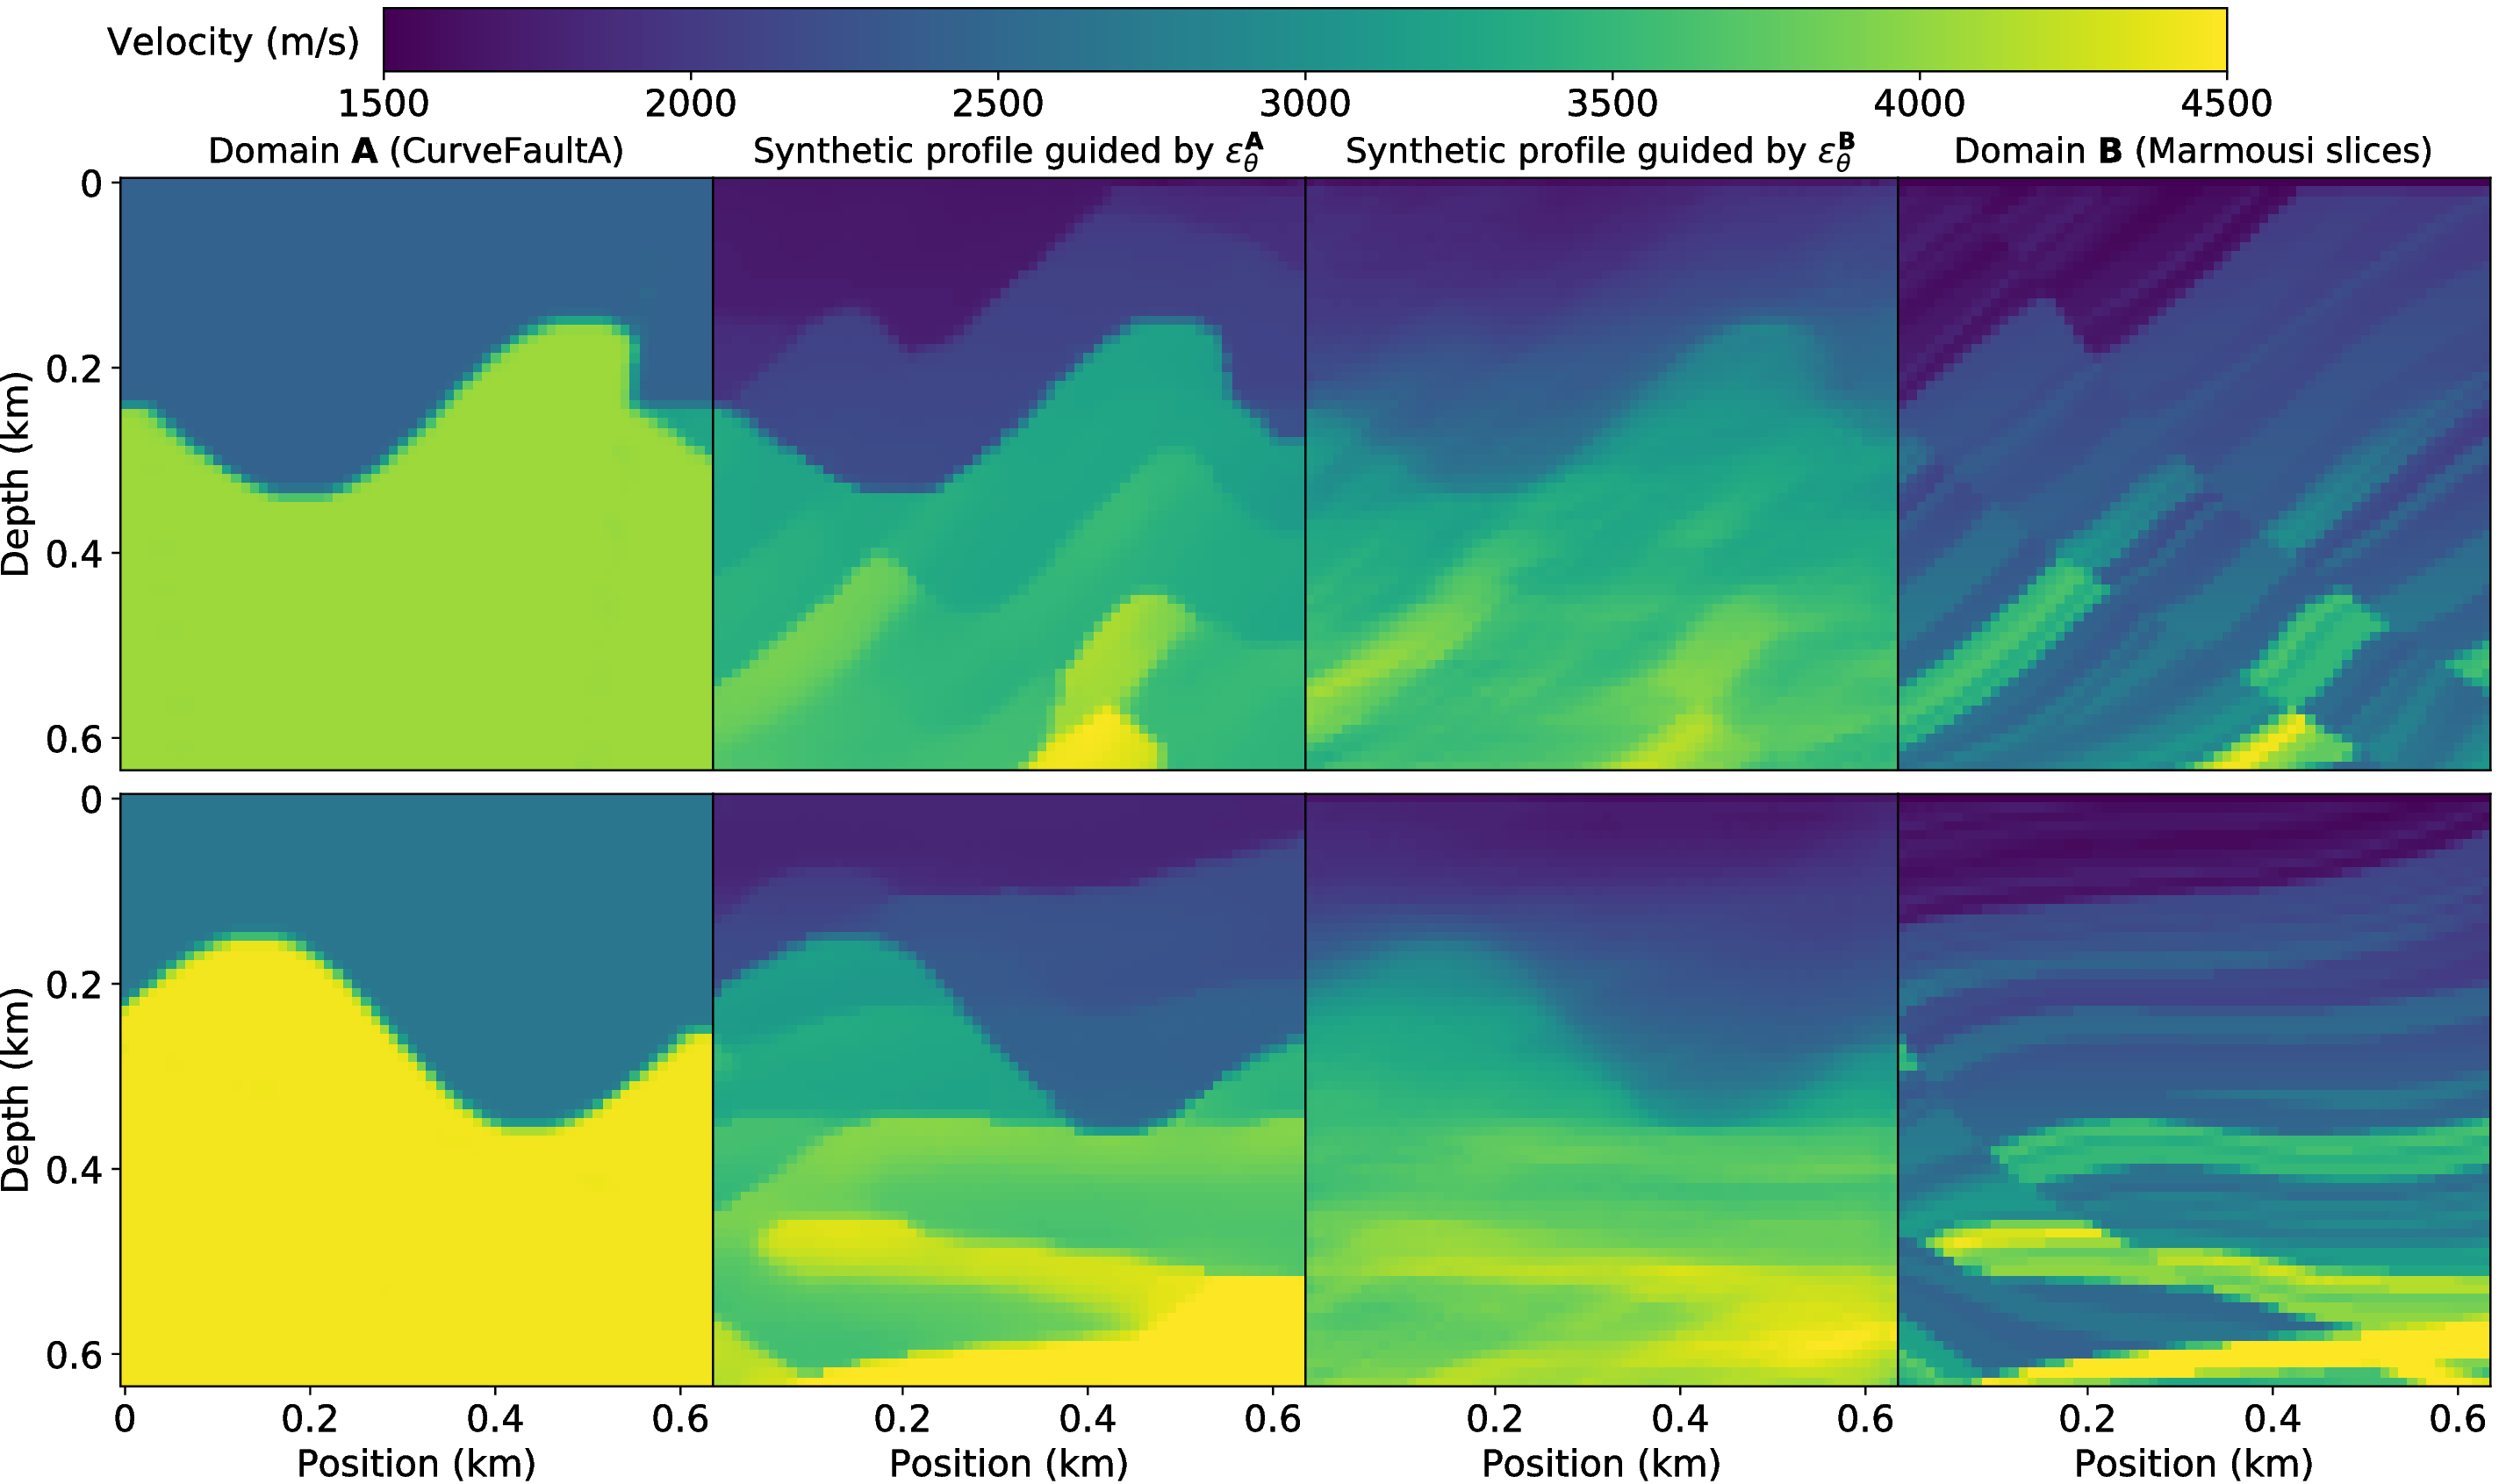 Velocity (m/s)
1500 2000 2500 3000 3500 4000 4500
Domain A (CurveFaultA) Synthetic profile guided by ε_θ^A Synthetic profile guided by ε_θ^B Domain B (Marmousi slices)
0
0.2
0.4
0.6
Depth (km)
0
0.2
0.4
0.6
Depth (km)
0 0.2 0.4 0.6 0.2 0.4 0.6 0.2 0.4 0.6 0.2 0.4 0.6
Position (km) Position (km) Position (km) Position (km)